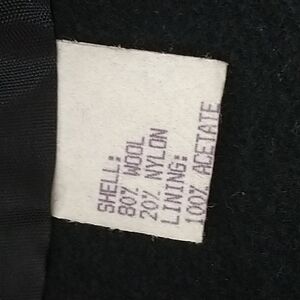 SHELL:
80% WOOL
20% NYLON
LINING:
100% ACETATE